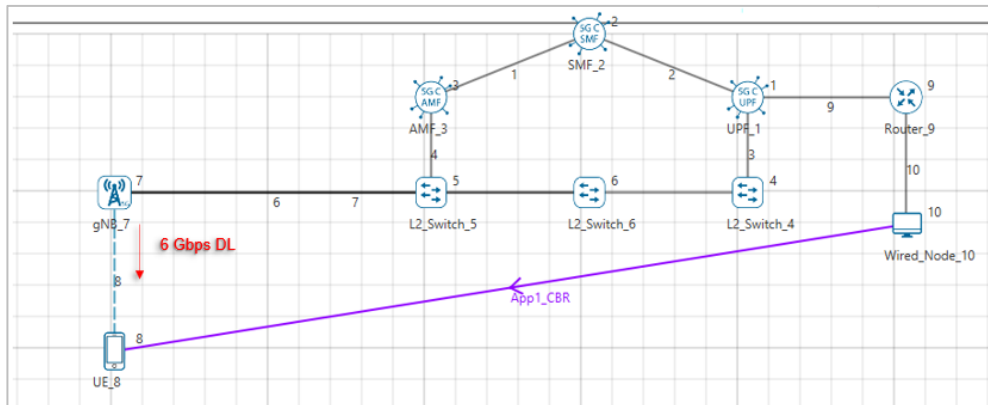 5G C
SMF
2
SMF_2
1
2
5G C
AMF
3
AMF_3
5G C
UPF
1
UPF_1
9
9
Router_9
4
3
10
7
gNB_7
6
7
5
L2_Switch_5
6
L2_Switch_6
4
L2_Switch_4
10
Wired_Node_10
6 Gbps DL
8
App1_CBR
8
UE_8